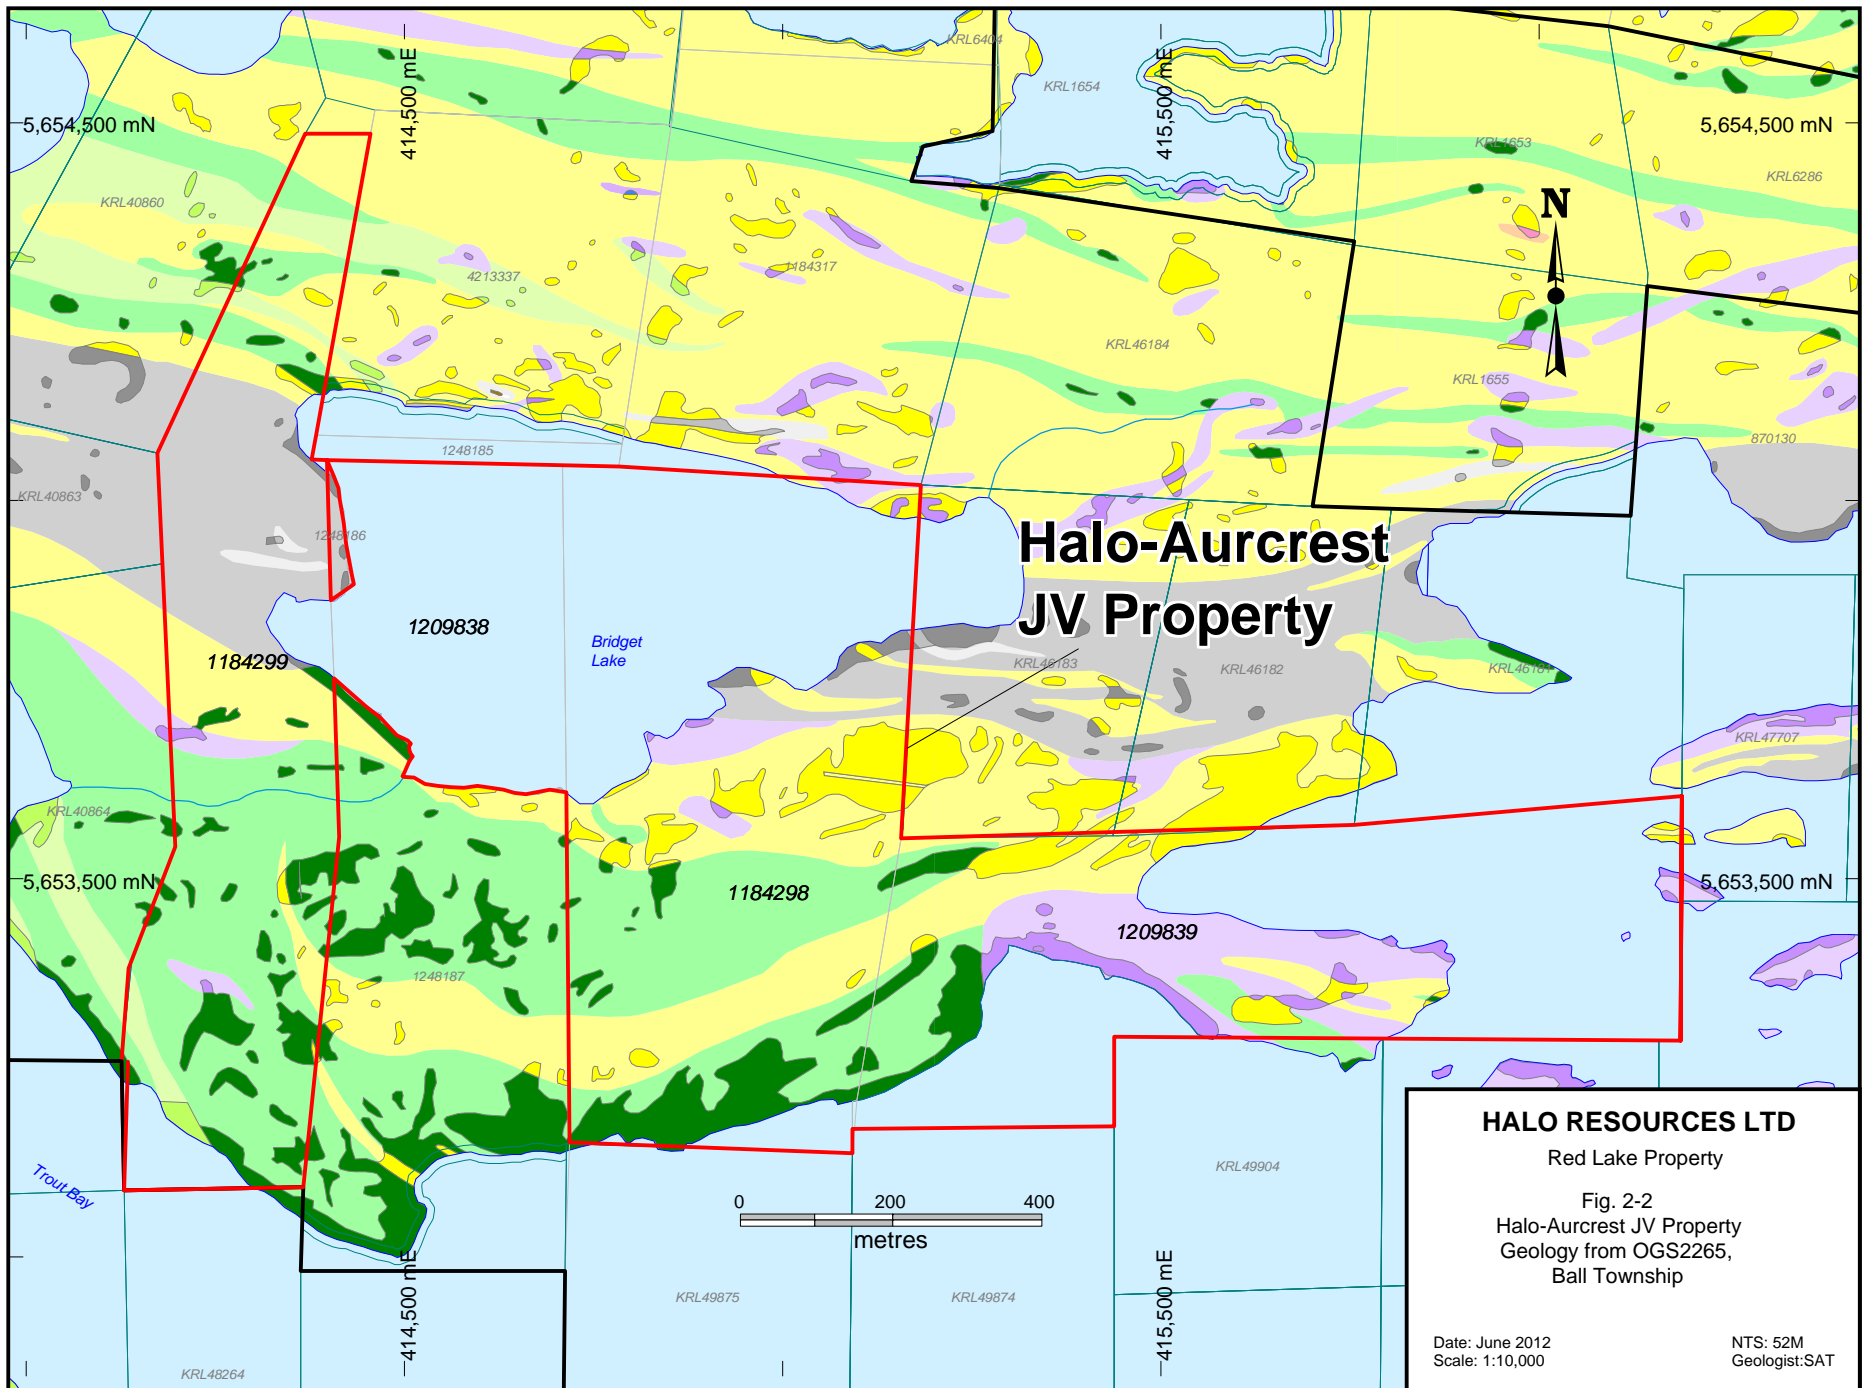 KRL6404
414,500 mE
415,500 mE
KRL1654
5,654,500 mN
5,654,500 mN
KRL1653
KRL6286
KRL40860
N
4213337
1184317
KRL46184
KRL1655
870130
1248185
KRL40863
1248186
Halo-Aurcrest
JV Property
1209838
Bridget
Lake
1184299
KRL46183
KRL46182
KRL46181
KRL47707
KRL40864
5,653,500 mN
5,653,500 mN
1184298
1209839
1248187
Trout Bay
KRL49904
0 200 400
metres
414,500 mE
415,500 mE
KRL49875
KRL49874
KRL48264
HALO RESOURCES LTD
Red Lake Property
Fig. 2-2
Halo-Aurcrest JV Property
Geology from OGS2265,
Ball Township
Date: June 2012
NTS: 52M
Scale: 1:10,000
Geologist:SAT